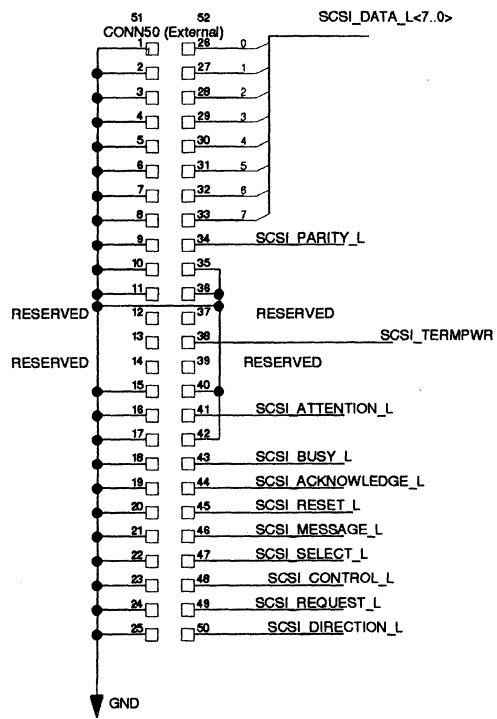 51 52 SCSI_DATA_L<7..0>
CONN50 (External)
1 26 0
2 27 1
3 28 2
4 29 3
5 30 4
6 31 5
7 32 6
8 33 7
9 34 SCSI_PARITY_L
10 35
11 36
RESERVED 12 37 RESERVED
13 38 SCSI_TERMPWR
RESERVED 14 39 RESERVED
15 40
16 41 SCSI_ATTENTION_L
17 42
18 43 SCSI_BUSY_L
19 44 SCSI_ACKNOWLEDGE_L
20 45 SCSI_RESET_L
21 46 SCSI_MESSAGE_L
22 47 SCSI_SELECT_L
23 48 SCSI_CONTROL_L
24 49 SCSI_REQUEST_L
25 50 SCSI_DIRECTION_L
GND